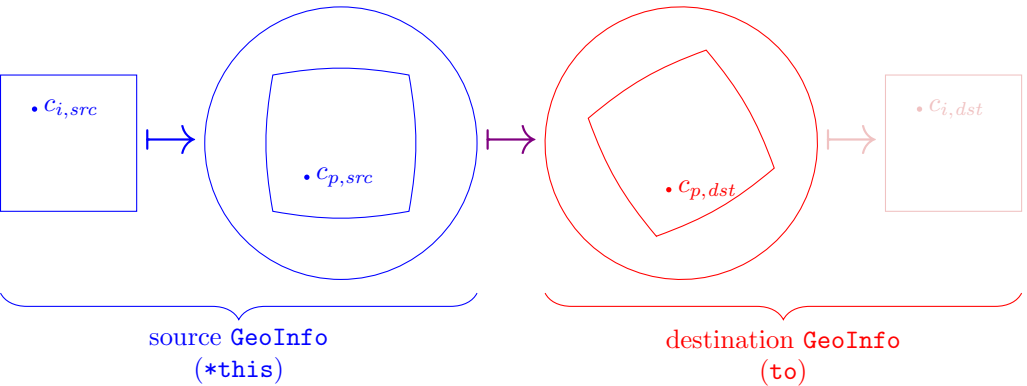 c_{i,src}
c_{p,src}
c_{p,dst}
c_{i,dst}
source GeoInfo
(*this)
destination GeoInfo
(to)